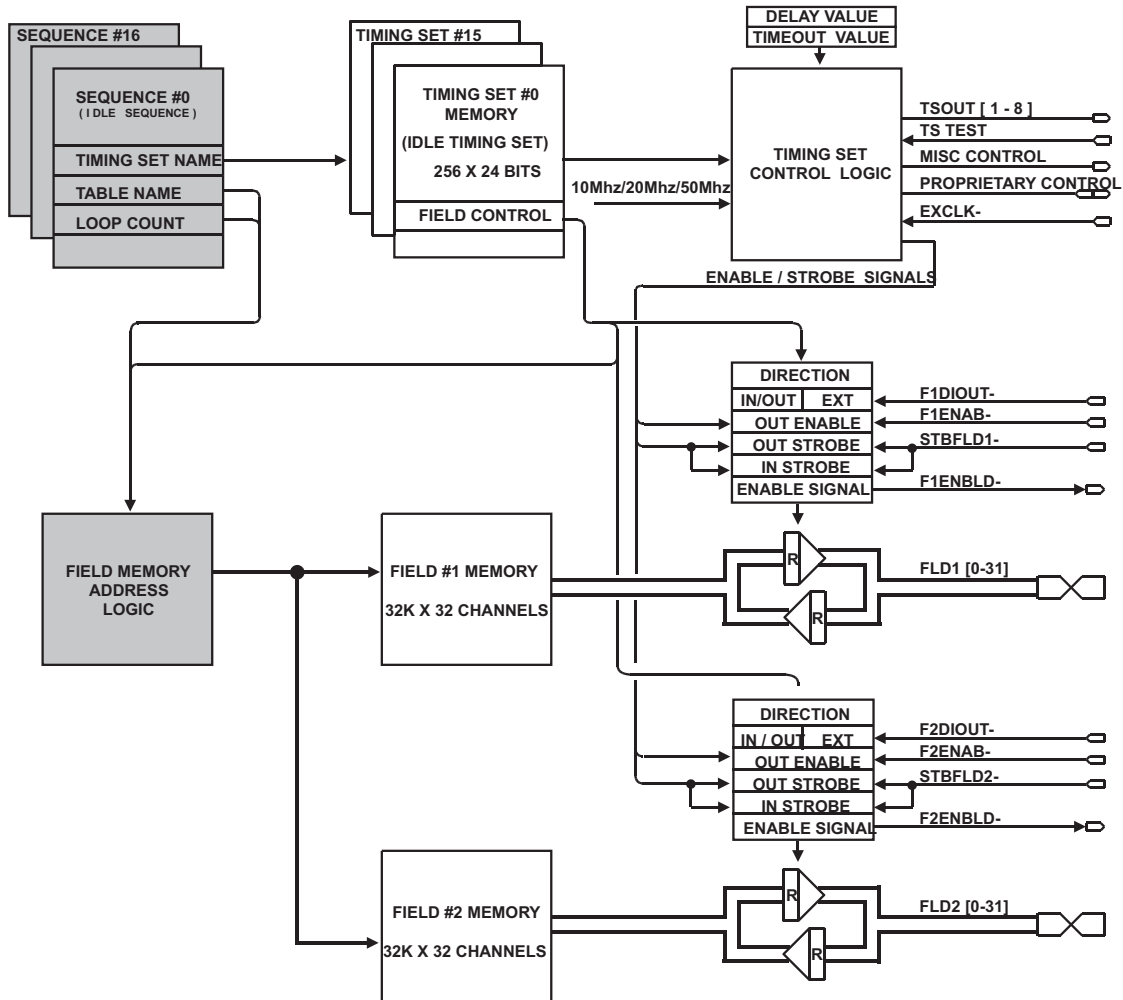 SEQUENCE #16
SEQUENCE #0
( I DLE SEQUENCE )
TIMING SET NAME
TABLE NAME
LOOP COUNT
TIMING SET #15
TIMING SET #0
MEMORY
(IDLE TIMING SET)
256 X 24 BITS
FIELD CONTROL
DELAY VALUE
TIMEOUT VALUE
10Mhz/20Mhz/50Mhz
TIMING SET
CONTROL LOGIC
TSOUT [ 1 - 8 ]
TS TEST
MISC CONTROL
PROPRIETARY CONTROL
EXCLK-
ENABLE / STROBE SIGNALS
DIRECTION
IN/OUT EXT
OUT ENABLE
OUT STROBE
IN STROBE
ENABLE SIGNAL
F1DIOUT-
F1ENAB-
STBFLD1-
F1ENBLD-
FIELD MEMORY
ADDRESS
LOGIC
FIELD #1 MEMORY
32K X 32 CHANNELS
R
R
FLD1 [0-31]
DIRECTION
IN / OUT EXT
OUT ENABLE
OUT STROBE
IN STROBE
ENABLE SIGNAL
F2DIOUT-
F2ENAB-
STBFLD2-
F2ENBLD-
FIELD #2 MEMORY
32K X 32 CHANNELS
R
R
FLD2 [0-31]